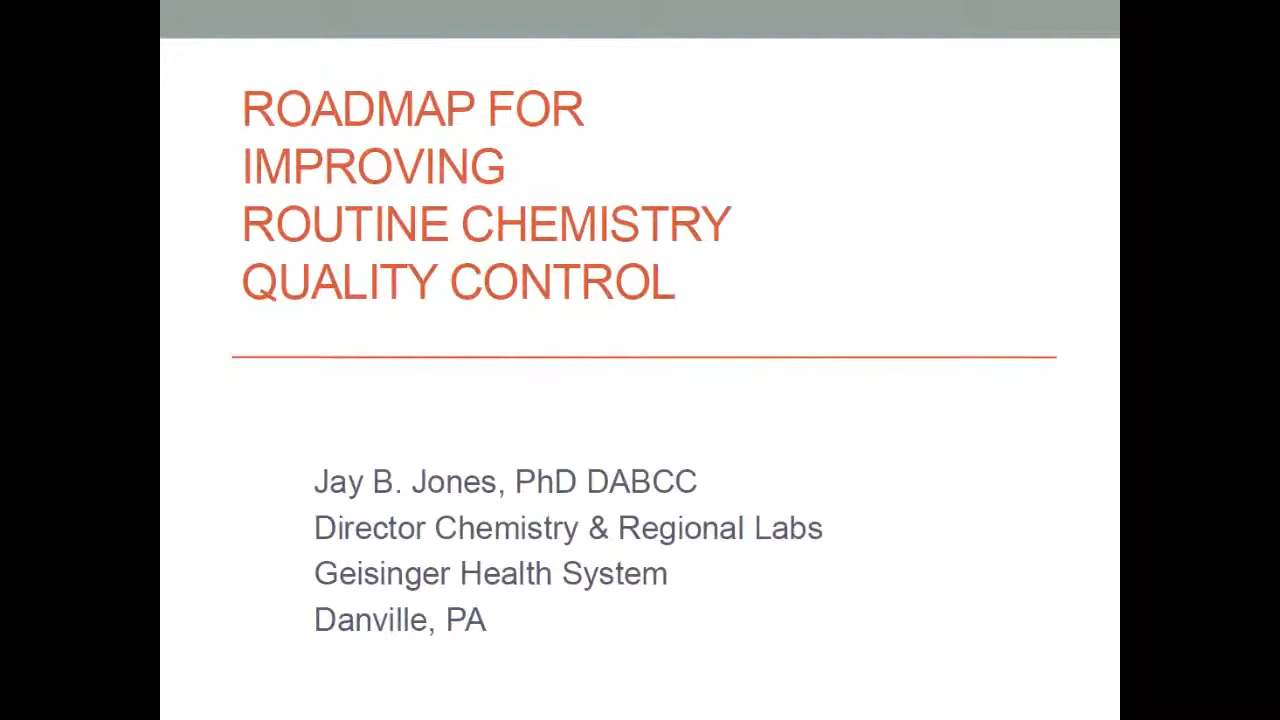 ROADMAP FOR
IMPROVING
ROUTINE CHEMISTRY
QUALITY CONTROL
Jay B. Jones, PhD DABCC
Director Chemistry & Regional Labs
Geisinger Health System
Danville, PA